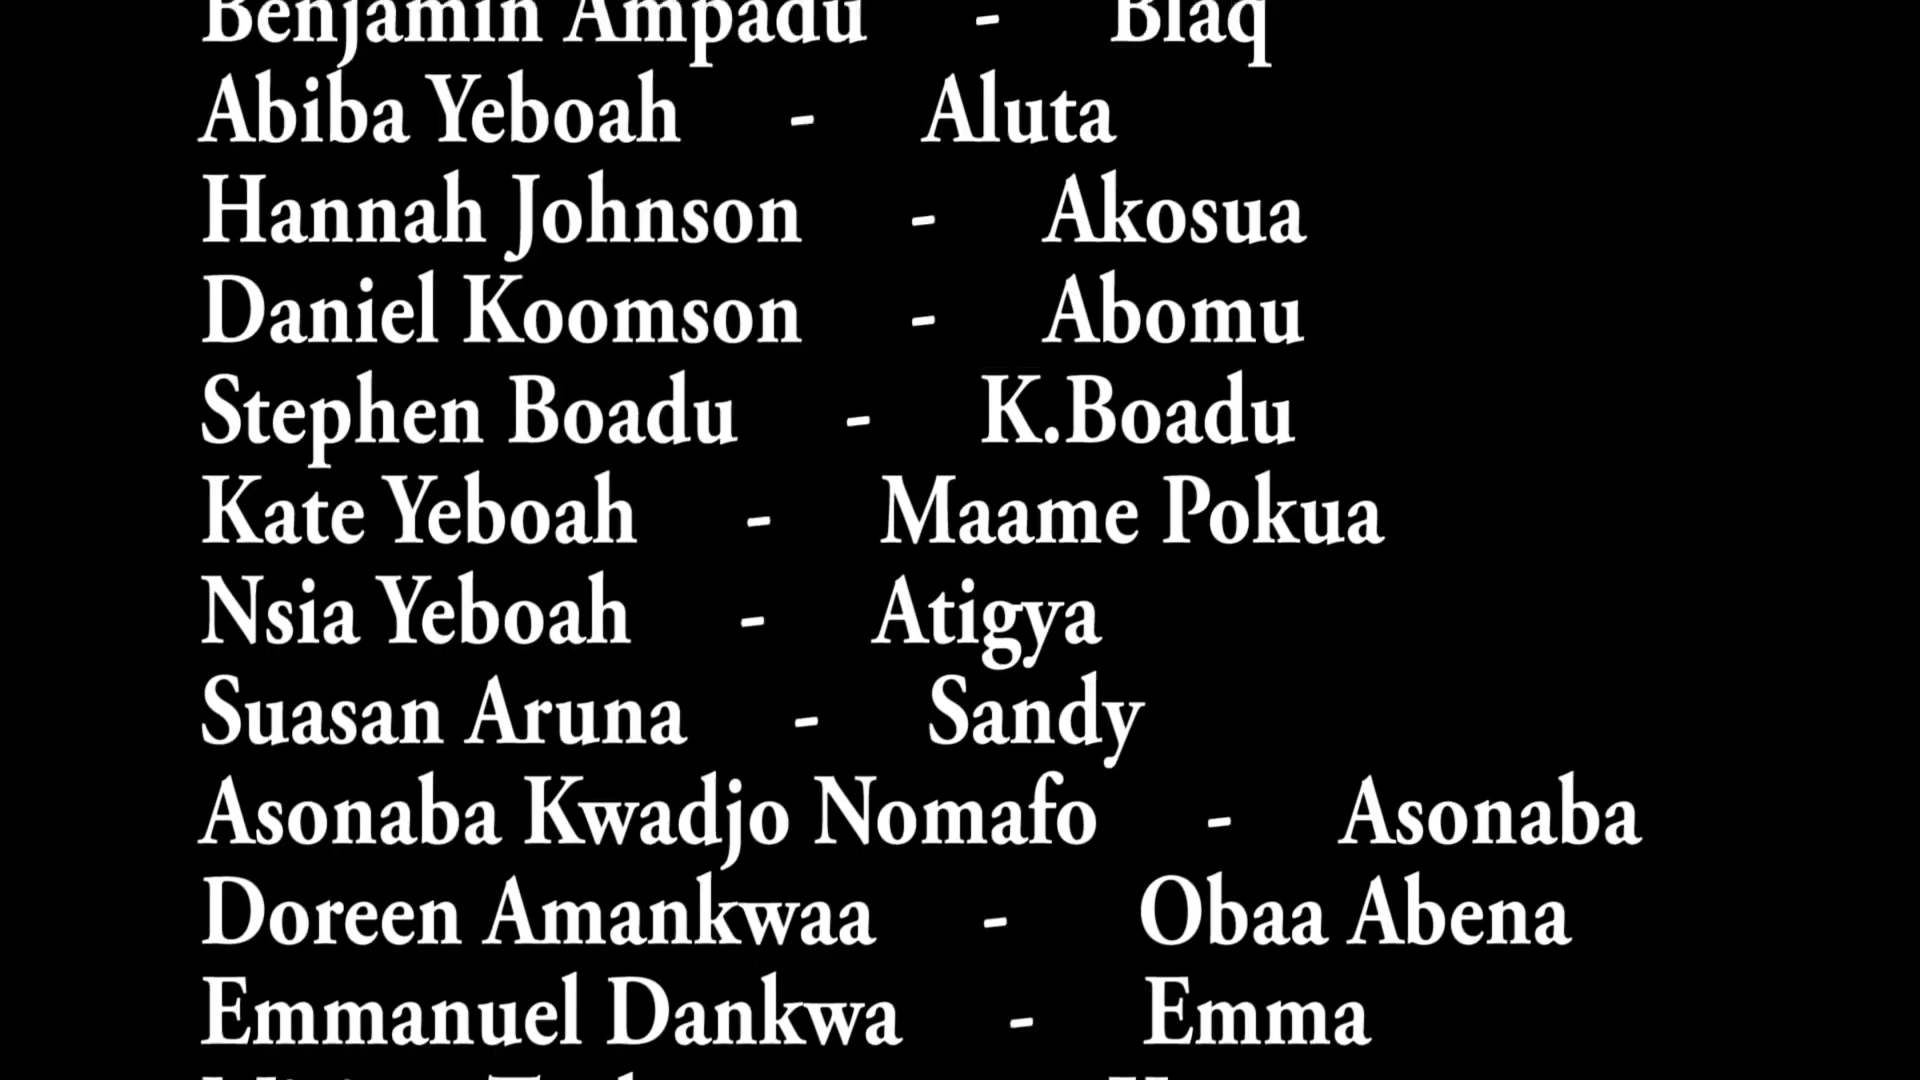 Benjamin Ampadu - Blaq
Abiba Yeboah - Aluta
Hannah Johnson - Akosua
Daniel Koomson - Abomu
Stephen Boadu - K.Boadu
Kate Yeboah - Maame Pokua
Nsia Yeboah - Atigya
Suasan Aruna - Sandy
Asonaba Kwadjo Nomafo - Asonaba
Doreen Amankwaa - Obaa Abena
Emmanuel Dankwa - Emma